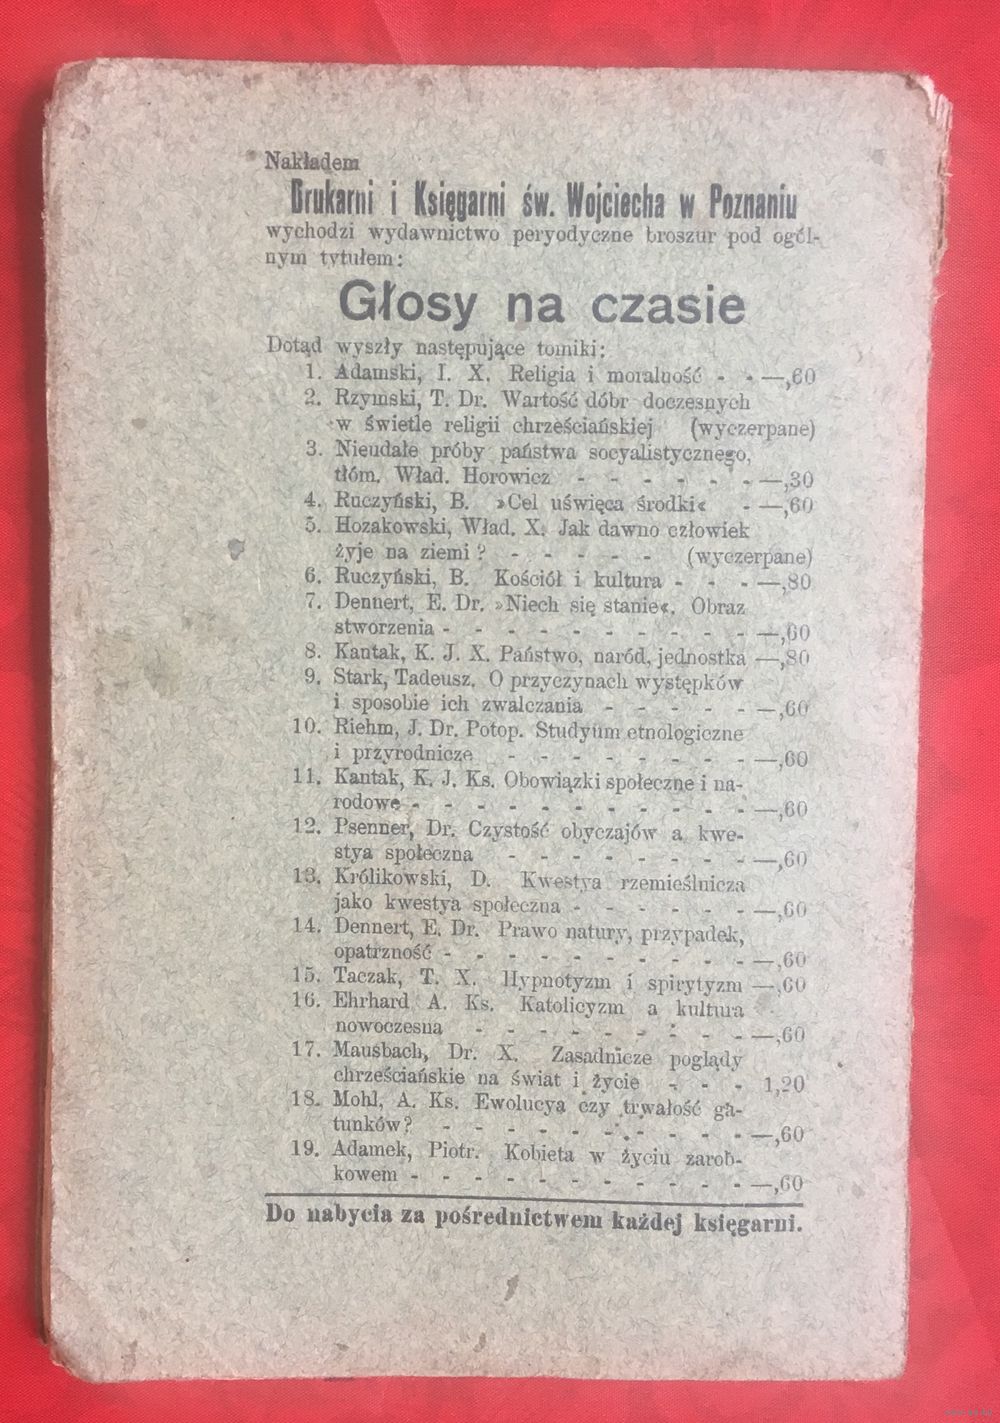 Nakładem
Drukarni i Księgarni św. Wojciecha w Poznaniu
wychodzi wydawnictwo peryodyczne broszur pod ogól-
nym tytułem:
Głosy na czasie
Dotąd wyszły następujące tomiki:
1. Adamski, I. X. Religia i moralność - - —,60
2. Rzymski, T. Dr. Wartość dóbr doczesnych
w świetle religii chrześciańskiej (wyczerpane)
3. Nieudałe próby państwa socyalistycznego,
tłóm. Wład. Horowicz - - - - - - —,30
4. Ruczyński, B. »Cel uświęca środki« - —,60
5. Hozakowski, Wład. X. Jak dawno człowiek
żyje na ziemi? - - - - - (wyczerpane)
6. Ruczyński, B. Kościół i kultura - - - —,80
7. Dennert, E. Dr. »Niech się stanie«. Obraz
stworzenia - - - - - - - - - - —,60
8. Kantak, K. J. X. Państwo, naród, jednostka —,80
9. Stark, Tadeusz. O przyczynach występków
i sposobie ich zwalczania - - - - - —,60
10. Riehm, J. Dr. Potop. Studyum etnologiczne
i przyrodnicze - - - - - - - - —,60
11. Kantak, K. J. Ks. Obowiązki społeczne i na-
rodowe - - - - - - - - - - - —,60
12. Psenner, Dr. Czystość obyczajów a kwe-
stya społeczna - - - - - - - - —,60
13. Królikowski, D. Kwestya rzemieślnicza
jako kwestya społeczna - - - - - - —,60
14. Dennert, E. Dr. Prawo natury, przypadek,
opatrzność - - - - - - - - - - —,60
15. Taczak, T. X. Hypnotyzm i spirytyzm —,60
16. Ehrhard A. Ks. Katolicyzm a kultura
nowoczesna - - - - - - - - - —,60
17. Mausbach, Dr. X. Zasadnicze poglądy
chrześciańskie na świat i życie - - - 1,20
18. Mohl, A. Ks. Ewolucya czy trwałość ga-
tunków? - - - - - - - - - - —,60
19. Adamek, Piotr. Kobieta w życiu zarob-
kowem - - - - - - - - - - - —,60
Do nabycia za pośrednictwem każdej księgarni.